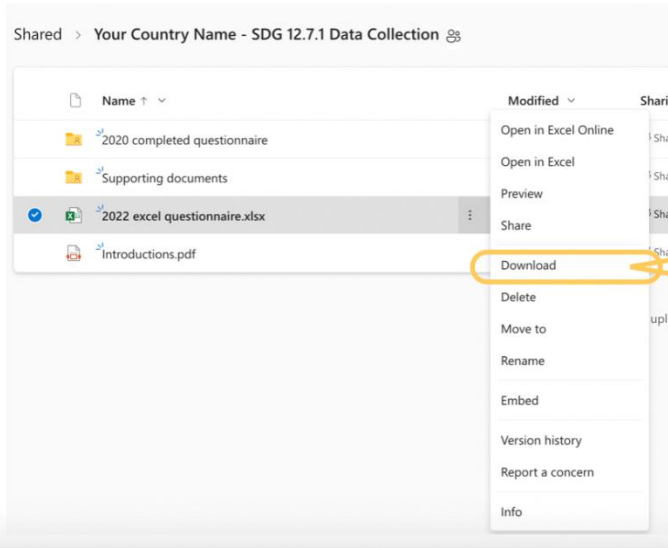 Shared > Your Country Name - SDG 12.7.1 Data Collection
Name ↑ Modified
2020 completed questionnaire
Supporting documents
2022 excel questionnaire.xlsx
Introductions.pdf
Open in Excel Online
Open in Excel
Preview
Share
Download
Delete
Move to
Rename
Embed
Version history
Report a concern
Info